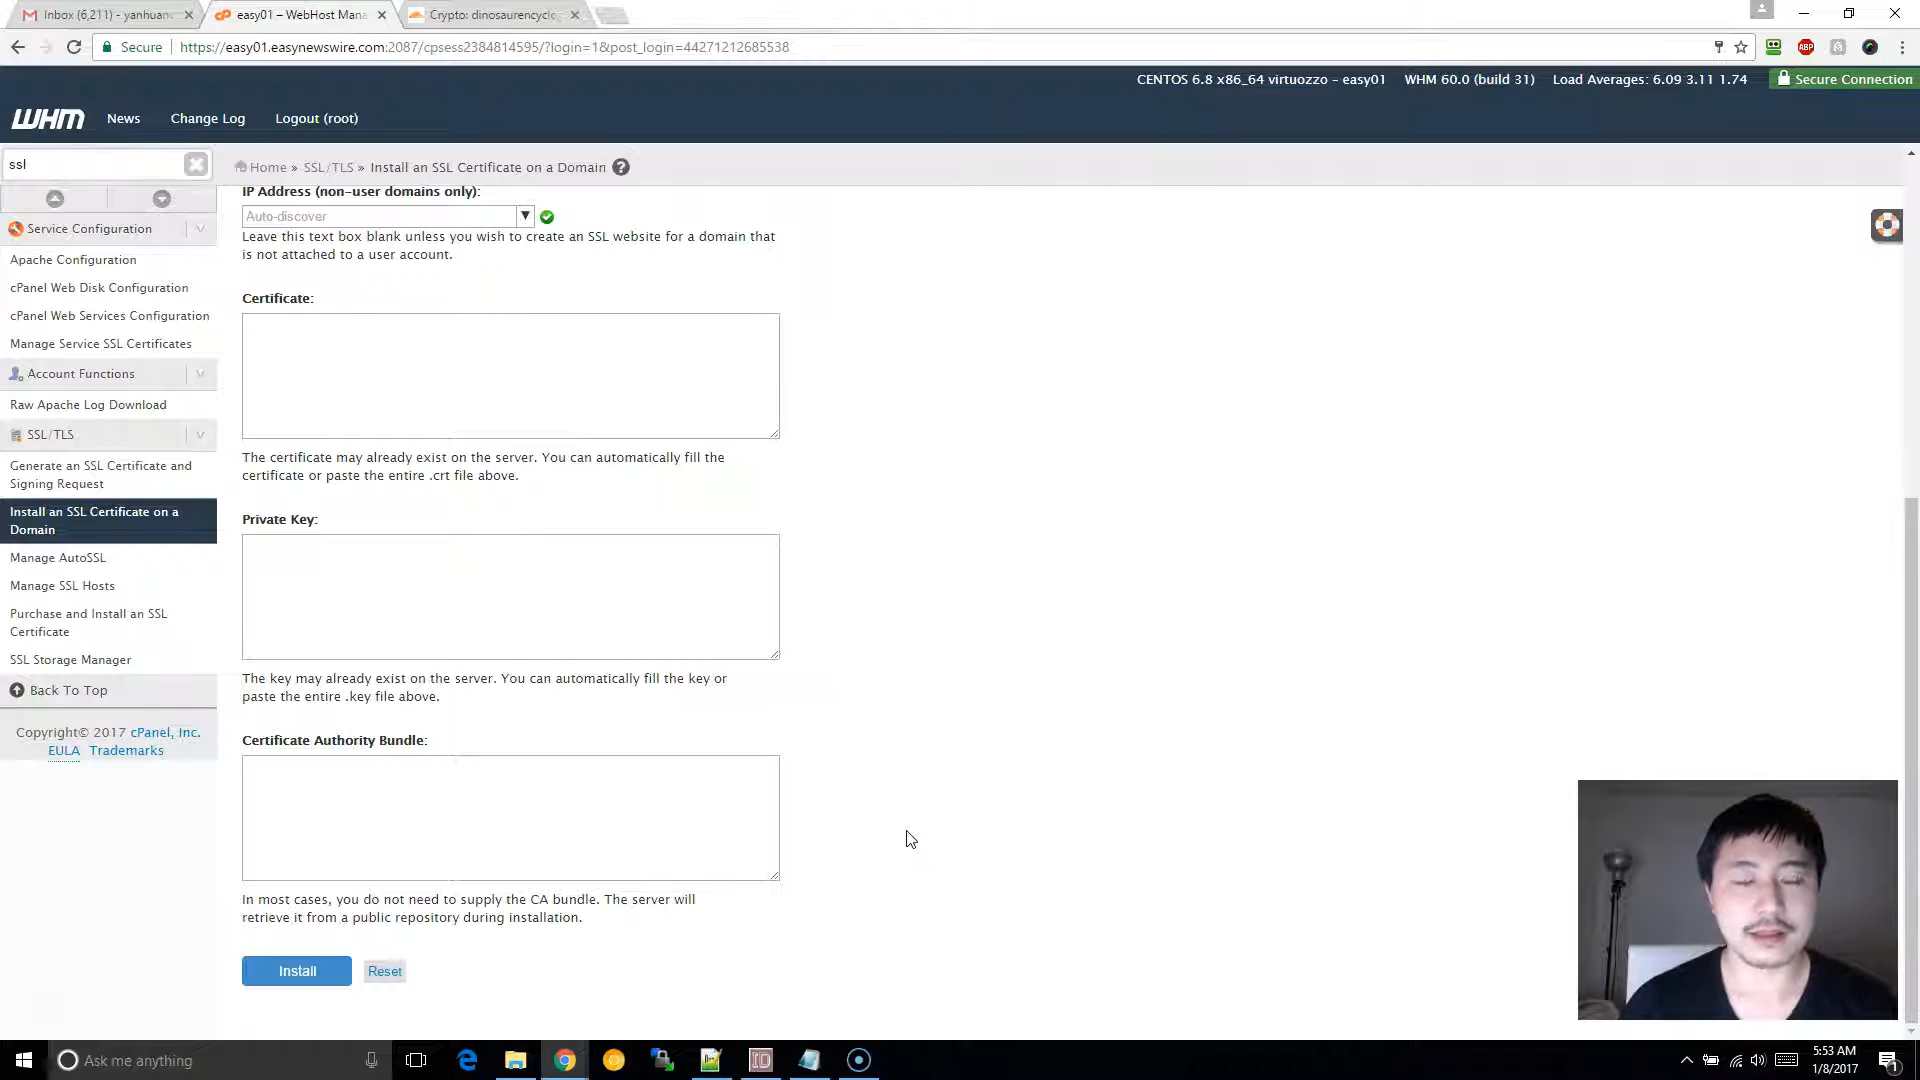 Inbox (6,211) - yanhuan
easy01 – WebHost Mana
Crypto: dinosaurencyclo
Secure
https://easy01.easynewswire.com:2087/cpsess2384814595/?login=1&post_login=44271212685538
ABP
CENTOS 6.8 x86_64 virtuozzo - easy01
WHM 60.0 (build 31)
Load Averages: 6.09 3.11 1.74
Secure Connection
WHM
News
Change Log
Logout (root)
ssl
Home » SSL/TLS » Install an SSL Certificate on a Domain
Service Configuration
Apache Configuration
cPanel Web Disk Configuration
cPanel Web Services Configuration
Manage Service SSL Certificates
Account Functions
Raw Apache Log Download
SSL/TLS
Generate an SSL Certificate and
Signing Request
Install an SSL Certificate on a
Domain
Manage AutoSSL
Manage SSL Hosts
Purchase and Install an SSL
Certificate
SSL Storage Manager
Back To Top
Copyright© 2017 cPanel, Inc.
EULA Trademarks
IP Address (non-user domains only):
Auto-discover
Leave this text box blank unless you wish to create an SSL website for a domain that
is not attached to a user account.
Certificate:
The certificate may already exist on the server. You can automatically fill the
certificate or paste the entire .crt file above.
Private Key:
The key may already exist on the server. You can automatically fill the key or
paste the entire .key file above.
Certificate Authority Bundle:
In most cases, you do not need to supply the CA bundle. The server will
retrieve it from a public repository during installation.
Install
Reset
Ask me anything
5:53 AM
1/8/2017
1